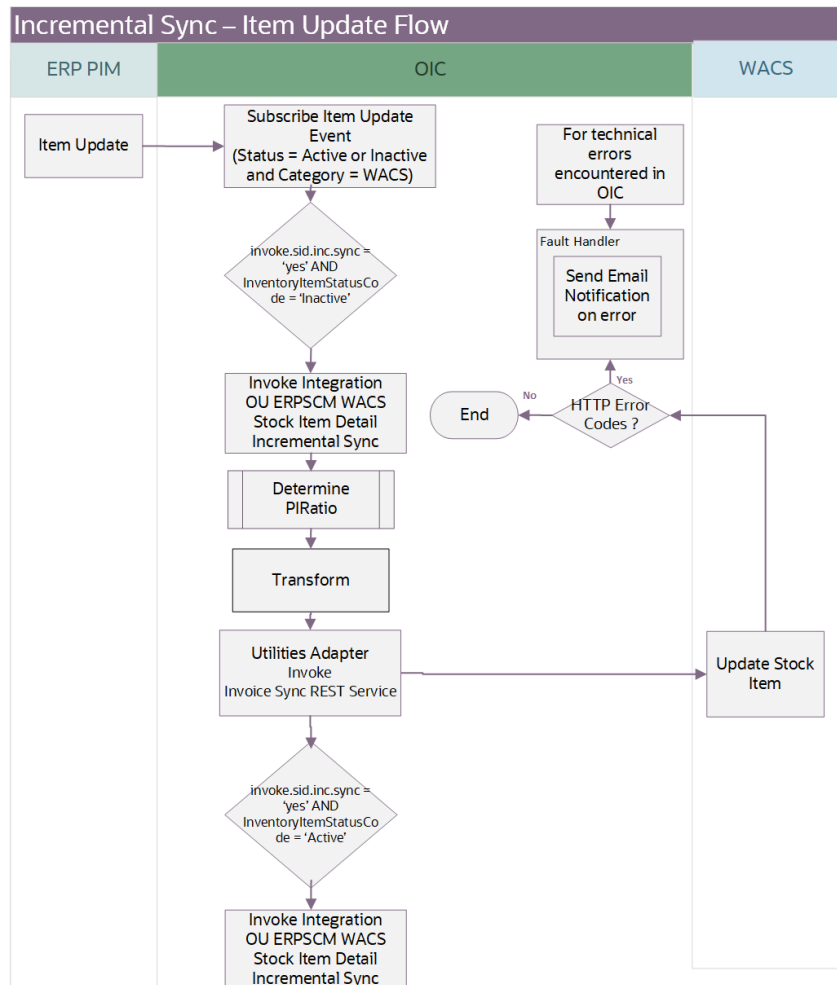 Incremental Sync – Item Update Flow
ERP PIM
OIC
WACS
Item Update
Subscribe Item Update
Event
(Status = Active or Inactive
and Category = WACS)
For technical
errors
encountered in
OIC
invoke.sid.inc.sync =
‘yes’ AND
InventoryItemStatusCo
de = ‘Inactive’
Fault Handler
Send Email
Notification
on error
Invoke Integration
OU ERPSCM WACS
Stock Item Detail
Incremental Sync
Yes
HTTP Error
Codes ?
No
End
Determine
PIRatio
Transform
Utilities Adapter
Invoke
Invoice Sync REST Service
Update Stock
Item
invoke.sid.inc.sync =
‘yes’ AND
InventoryItemStatusCo
de = ‘Active’
Invoke Integration
OU ERPSCM WACS
Stock Item Detail
Incremental Sync